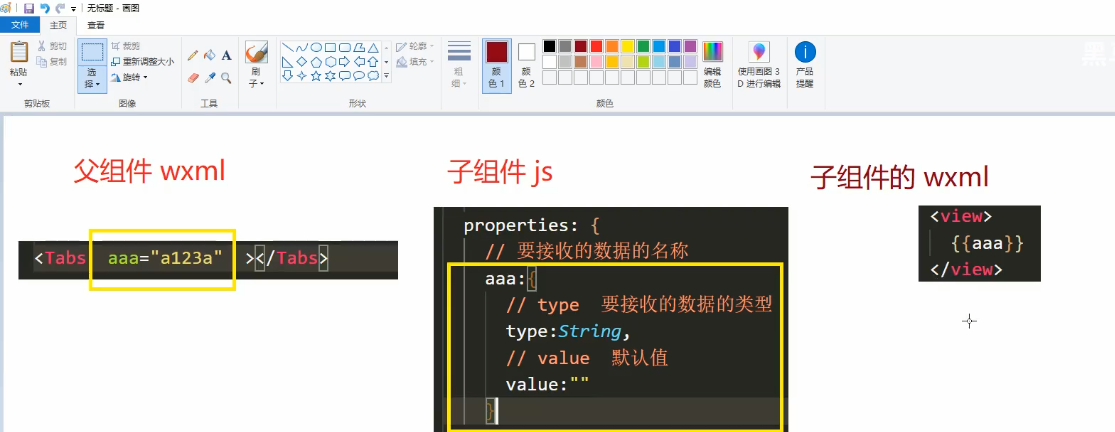 无标题 - 画图
文件
主页
查看
粘贴
剪切
复制
剪贴板
选择
裁剪
重新调整大小
旋转
图像
A
工具
刷子
形状
轮廓
填充
粗细
颜色 1
颜色 2
颜色
编辑颜色
使用画图 3D 进行编辑
产品提醒
黑
父组件 wxml
<Tabs aaa="a123a" ></Tabs>
子组件 js
properties: {
// 要接收的数据的名称
aaa:{
// type 要接收的数据的类型
type:String,
// value 默认值
value:""
}
子组件的 wxml
<view>
{{aaa}}
</view>